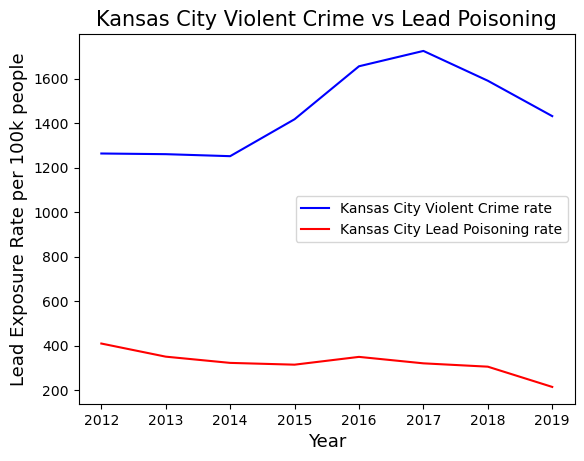 Kansas City Violent Crime vs Lead Poisoning
Lead Exposure Rate per 100k people
1600
1400
1200
1000
800
600
400
200
Kansas City Violent Crime rate
Kansas City Lead Poisoning rate
2012 2013 2014 2015 2016 2017 2018 2019
Year